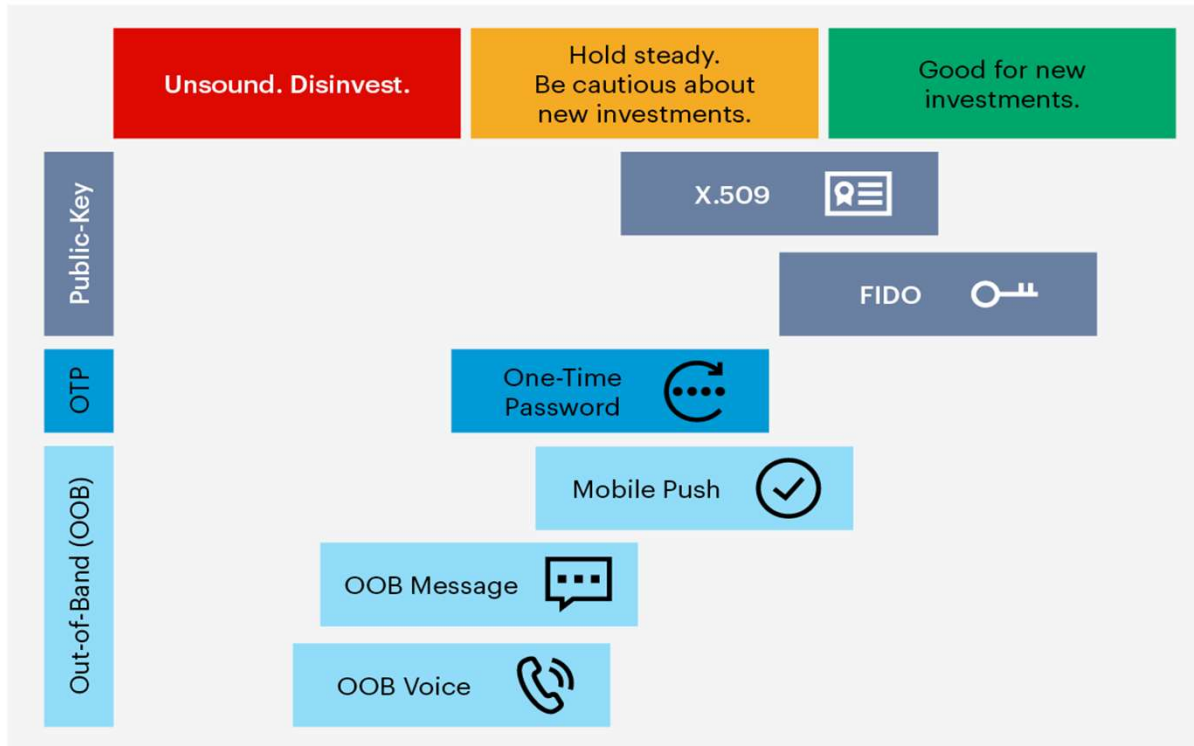 Unsound. Disinvest.
Hold steady.
Be cautious about
new investments.
Good for new
investments.
Public-Key
X.509
FIDO
OTP
One-Time
Password
Out-of-Band (OOB)
Mobile Push
OOB Message
OOB Voice